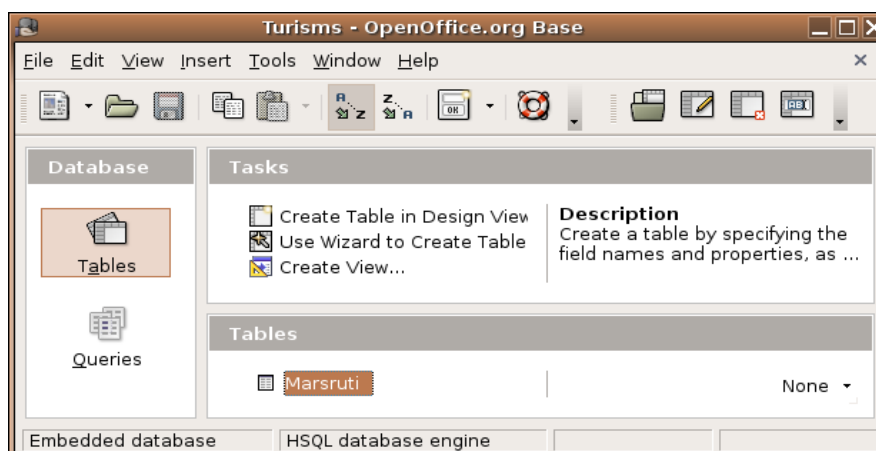 Turisms - OpenOffice.org Base
File Edit View Insert Tools Window Help
Database
Tables
Queries
Tasks
Create Table in Design View
Use Wizard to Create Table
Create View...
Description
Create a table by specifying the
field names and properties, as ...
Tables
Marsruti
None
Embedded database
HSQL database engine